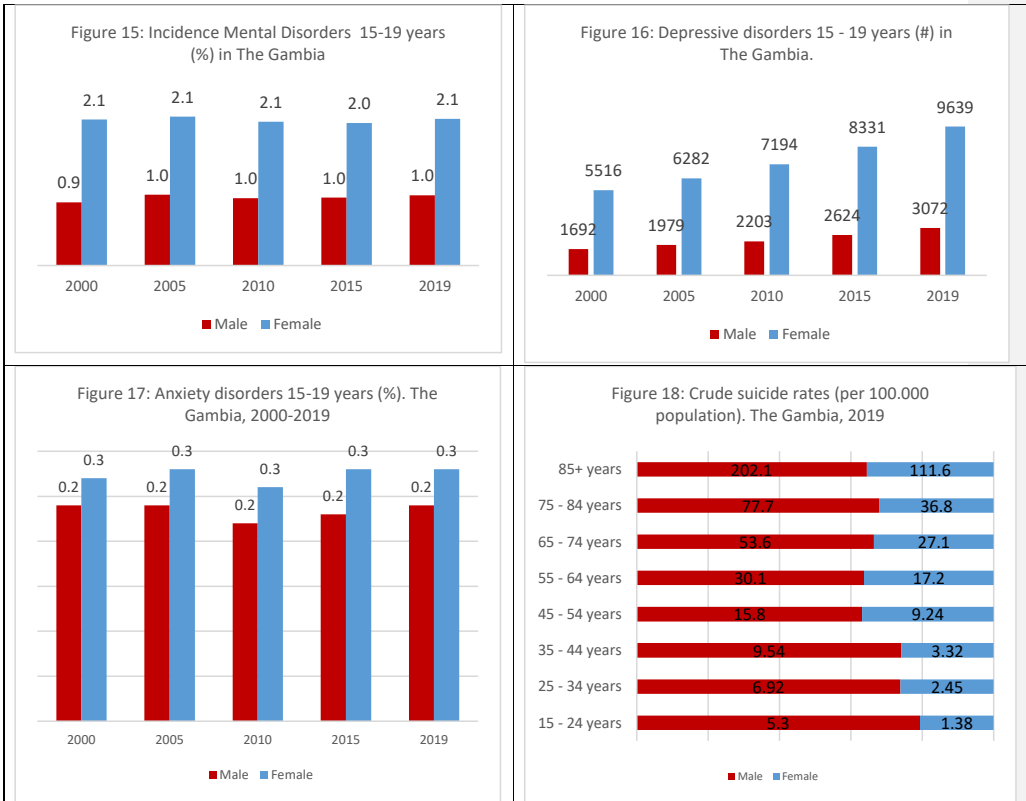 Figure 15: Incidence Mental Disorders 15-19 years
(%) in The Gambia
2.1 2.1 2.1 2.0 2.1
0.9 1.0 1.0 1.0 1.0
2000 2005 2010 2015 2019
Male Female
Figure 16: Depressive disorders 15 - 19 years (#) in
The Gambia.
5516 6282 7194 8331 9639
1692 1979 2203 2624 3072
2000 2005 2010 2015 2019
Male Female
Figure 17: Anxiety disorders 15-19 years (%). The
Gambia, 2000-2019
0.3 0.3 0.3 0.3 0.3
0.2 0.2 0.2 0.2 0.2
2000 2005 2010 2015 2019
Male Female
Figure 18: Crude suicide rates (per 100.000
population). The Gambia, 2019
85+ years 202.1 111.6
75 - 84 years 77.7 36.8
65 - 74 years 53.6 27.1
55 - 64 years 30.1 17.2
45 - 54 years 15.8 9.24
35 - 44 years 9.54 3.32
25 - 34 years 6.92 2.45
15 - 24 years 5.3 1.38
Male Female